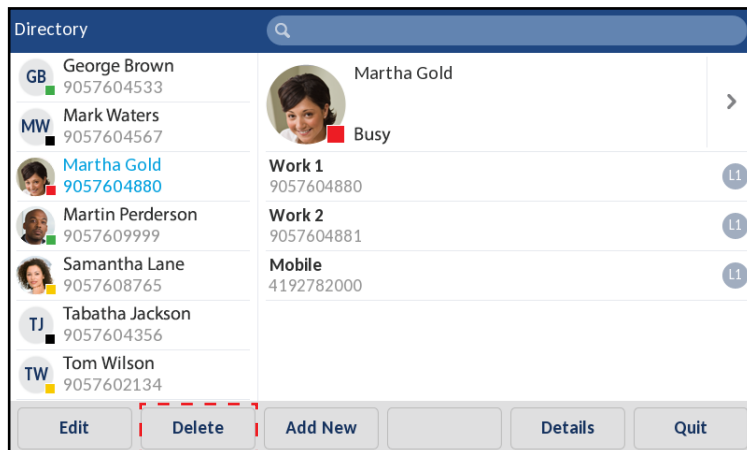 Directory
GB
George Brown
9057604533
MW
Mark Waters
9057604567
Martha Gold
9057604880
Martin Perderson
9057609999
Samantha Lane
9057608765
TJ
Tabatha Jackson
9057604356
TW
Tom Wilson
9057602134
Martha Gold
Busy
Work 1
9057604880
L1
Work 2
9057604881
L1
Mobile
4192782000
L1
Edit Delete Add New Details Quit